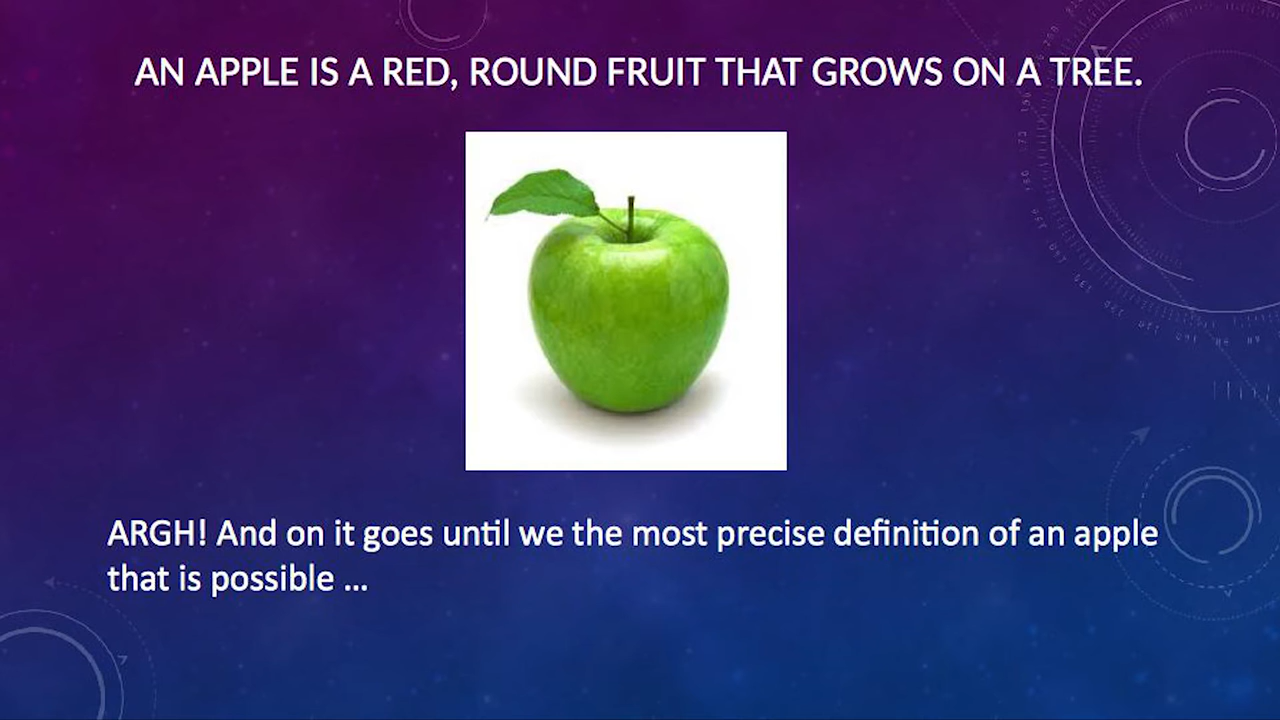 AN APPLE IS A RED, ROUND FRUIT THAT GROWS ON A TREE.
ARGH! And on it goes until we the most precise definition of an apple
that is possible ...